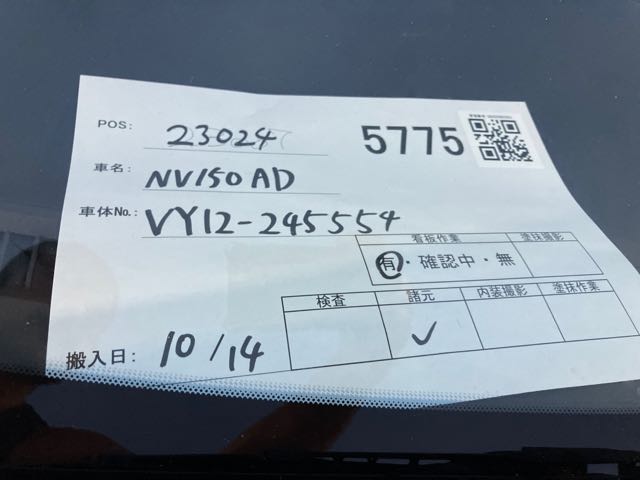 POS: 23024 5775
車名: NV150AD
車体No.: VY12-245554
看板作業 塗抹撮影
有・確認中・無
検査 諸元 内装撮影 塗抹作業
✓
搬入日: 10/14